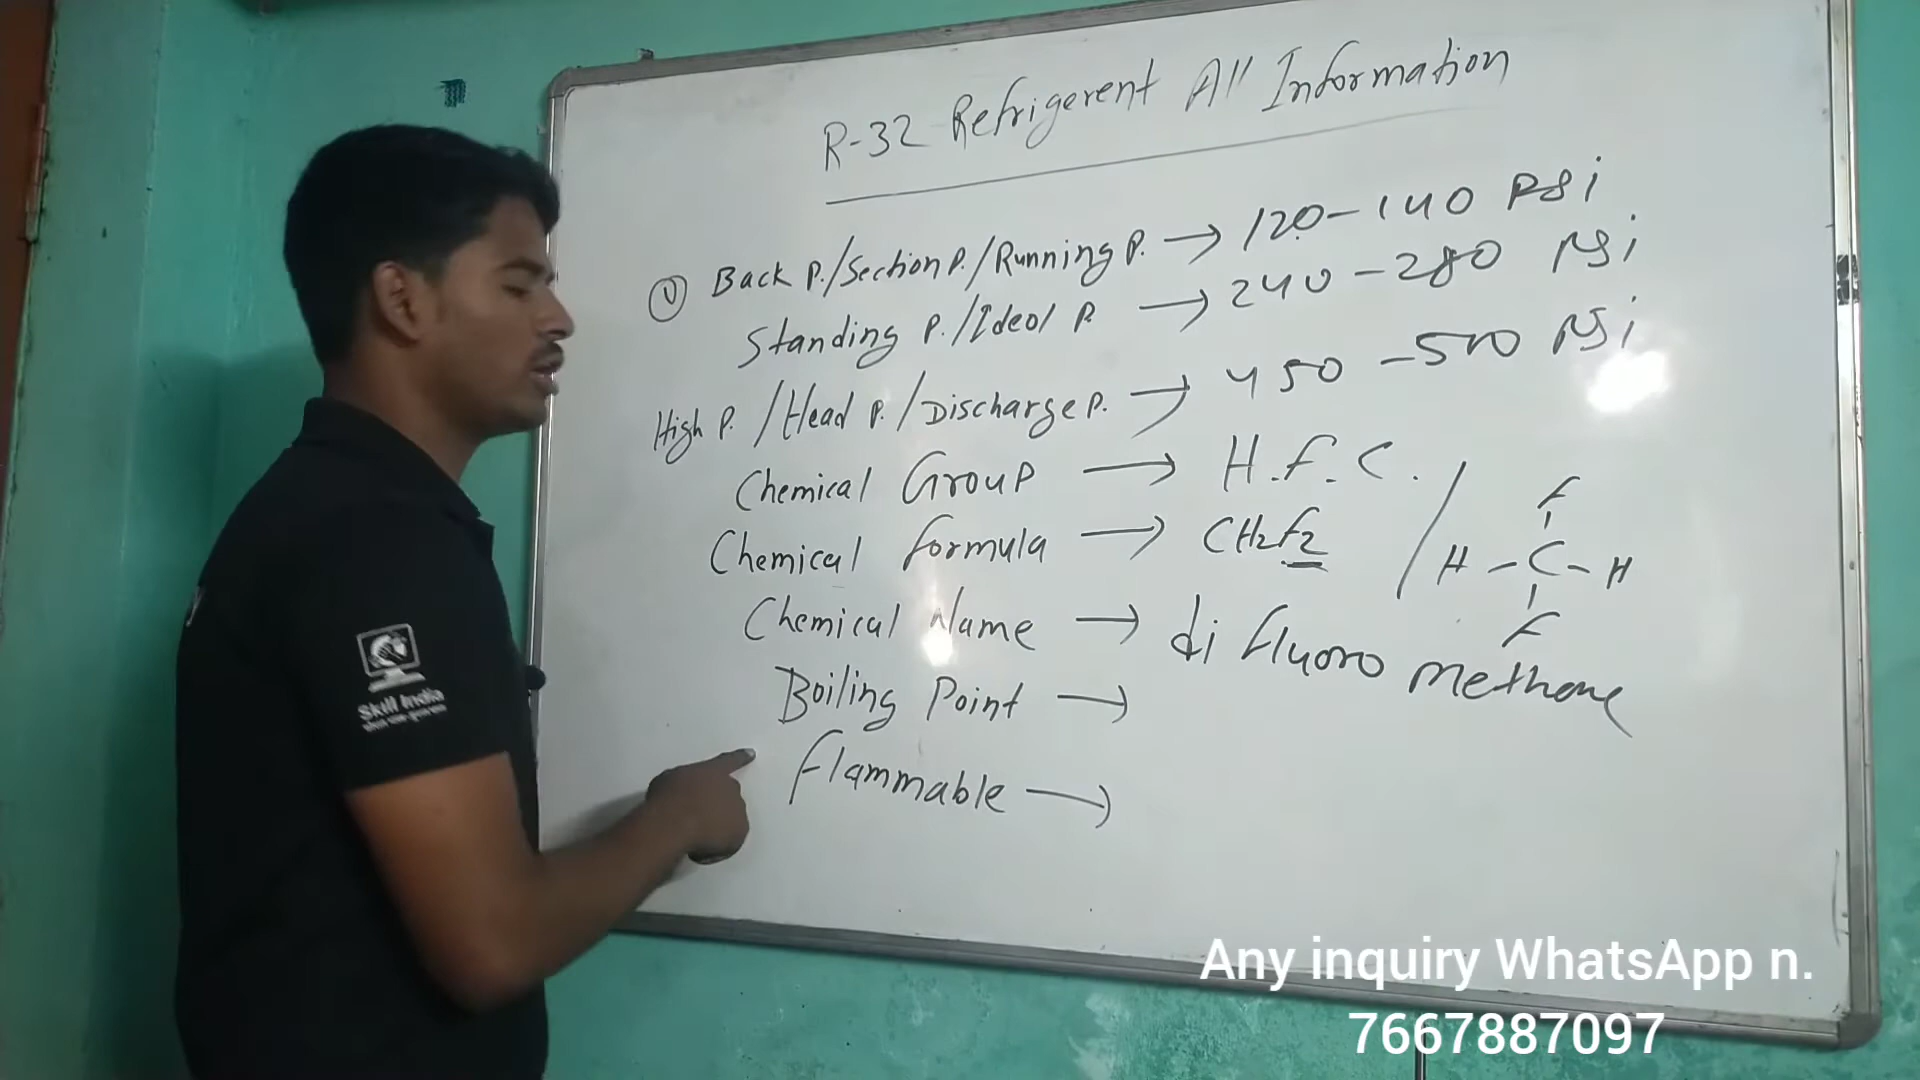 R-32 Refrigerent All Information
① Back P./Section P./Running P. → 120-140 PSi
Standing P./Ideol P. → 240-280 PSi
High P./Head P./Discharge P. → 450-500 PSi
Chemical Group → H.F.C.
Chemical formula → CH2F2 /
F
H-C-H
F
Chemical Name → di fluoro methane
Boiling Point →
flammable →
Skill India
Any inquiry WhatsApp n.
7667887097